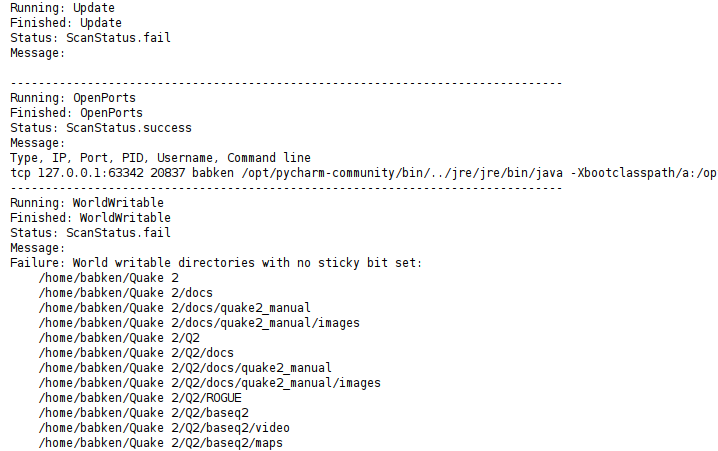 Running: Update
Finished: Update
Status: ScanStatus.fail
Message:
-------------------------------------------------------------------------------
Running: OpenPorts
Finished: OpenPorts
Status: ScanStatus.success
Message:
Type, IP, Port, PID, Username, Command line
tcp 127.0.0.1:63342 20837 babken /opt/pycharm-community/bin/../jre/jre/bin/java -Xbootclasspath/a:/op
-------------------------------------------------------------------------------
Running: WorldWritable
Finished: WorldWritable
Status: ScanStatus.fail
Message:
Failure: World writable directories with no sticky bit set:
    /home/babken/Quake 2
    /home/babken/Quake 2/docs
    /home/babken/Quake 2/docs/quake2_manual
    /home/babken/Quake 2/docs/quake2_manual/images
    /home/babken/Quake 2/Q2
    /home/babken/Quake 2/Q2/docs
    /home/babken/Quake 2/Q2/docs/quake2_manual
    /home/babken/Quake 2/Q2/docs/quake2_manual/images
    /home/babken/Quake 2/Q2/ROGUE
    /home/babken/Quake 2/Q2/baseq2
    /home/babken/Quake 2/Q2/baseq2/video
    /home/babken/Quake 2/Q2/baseq2/maps